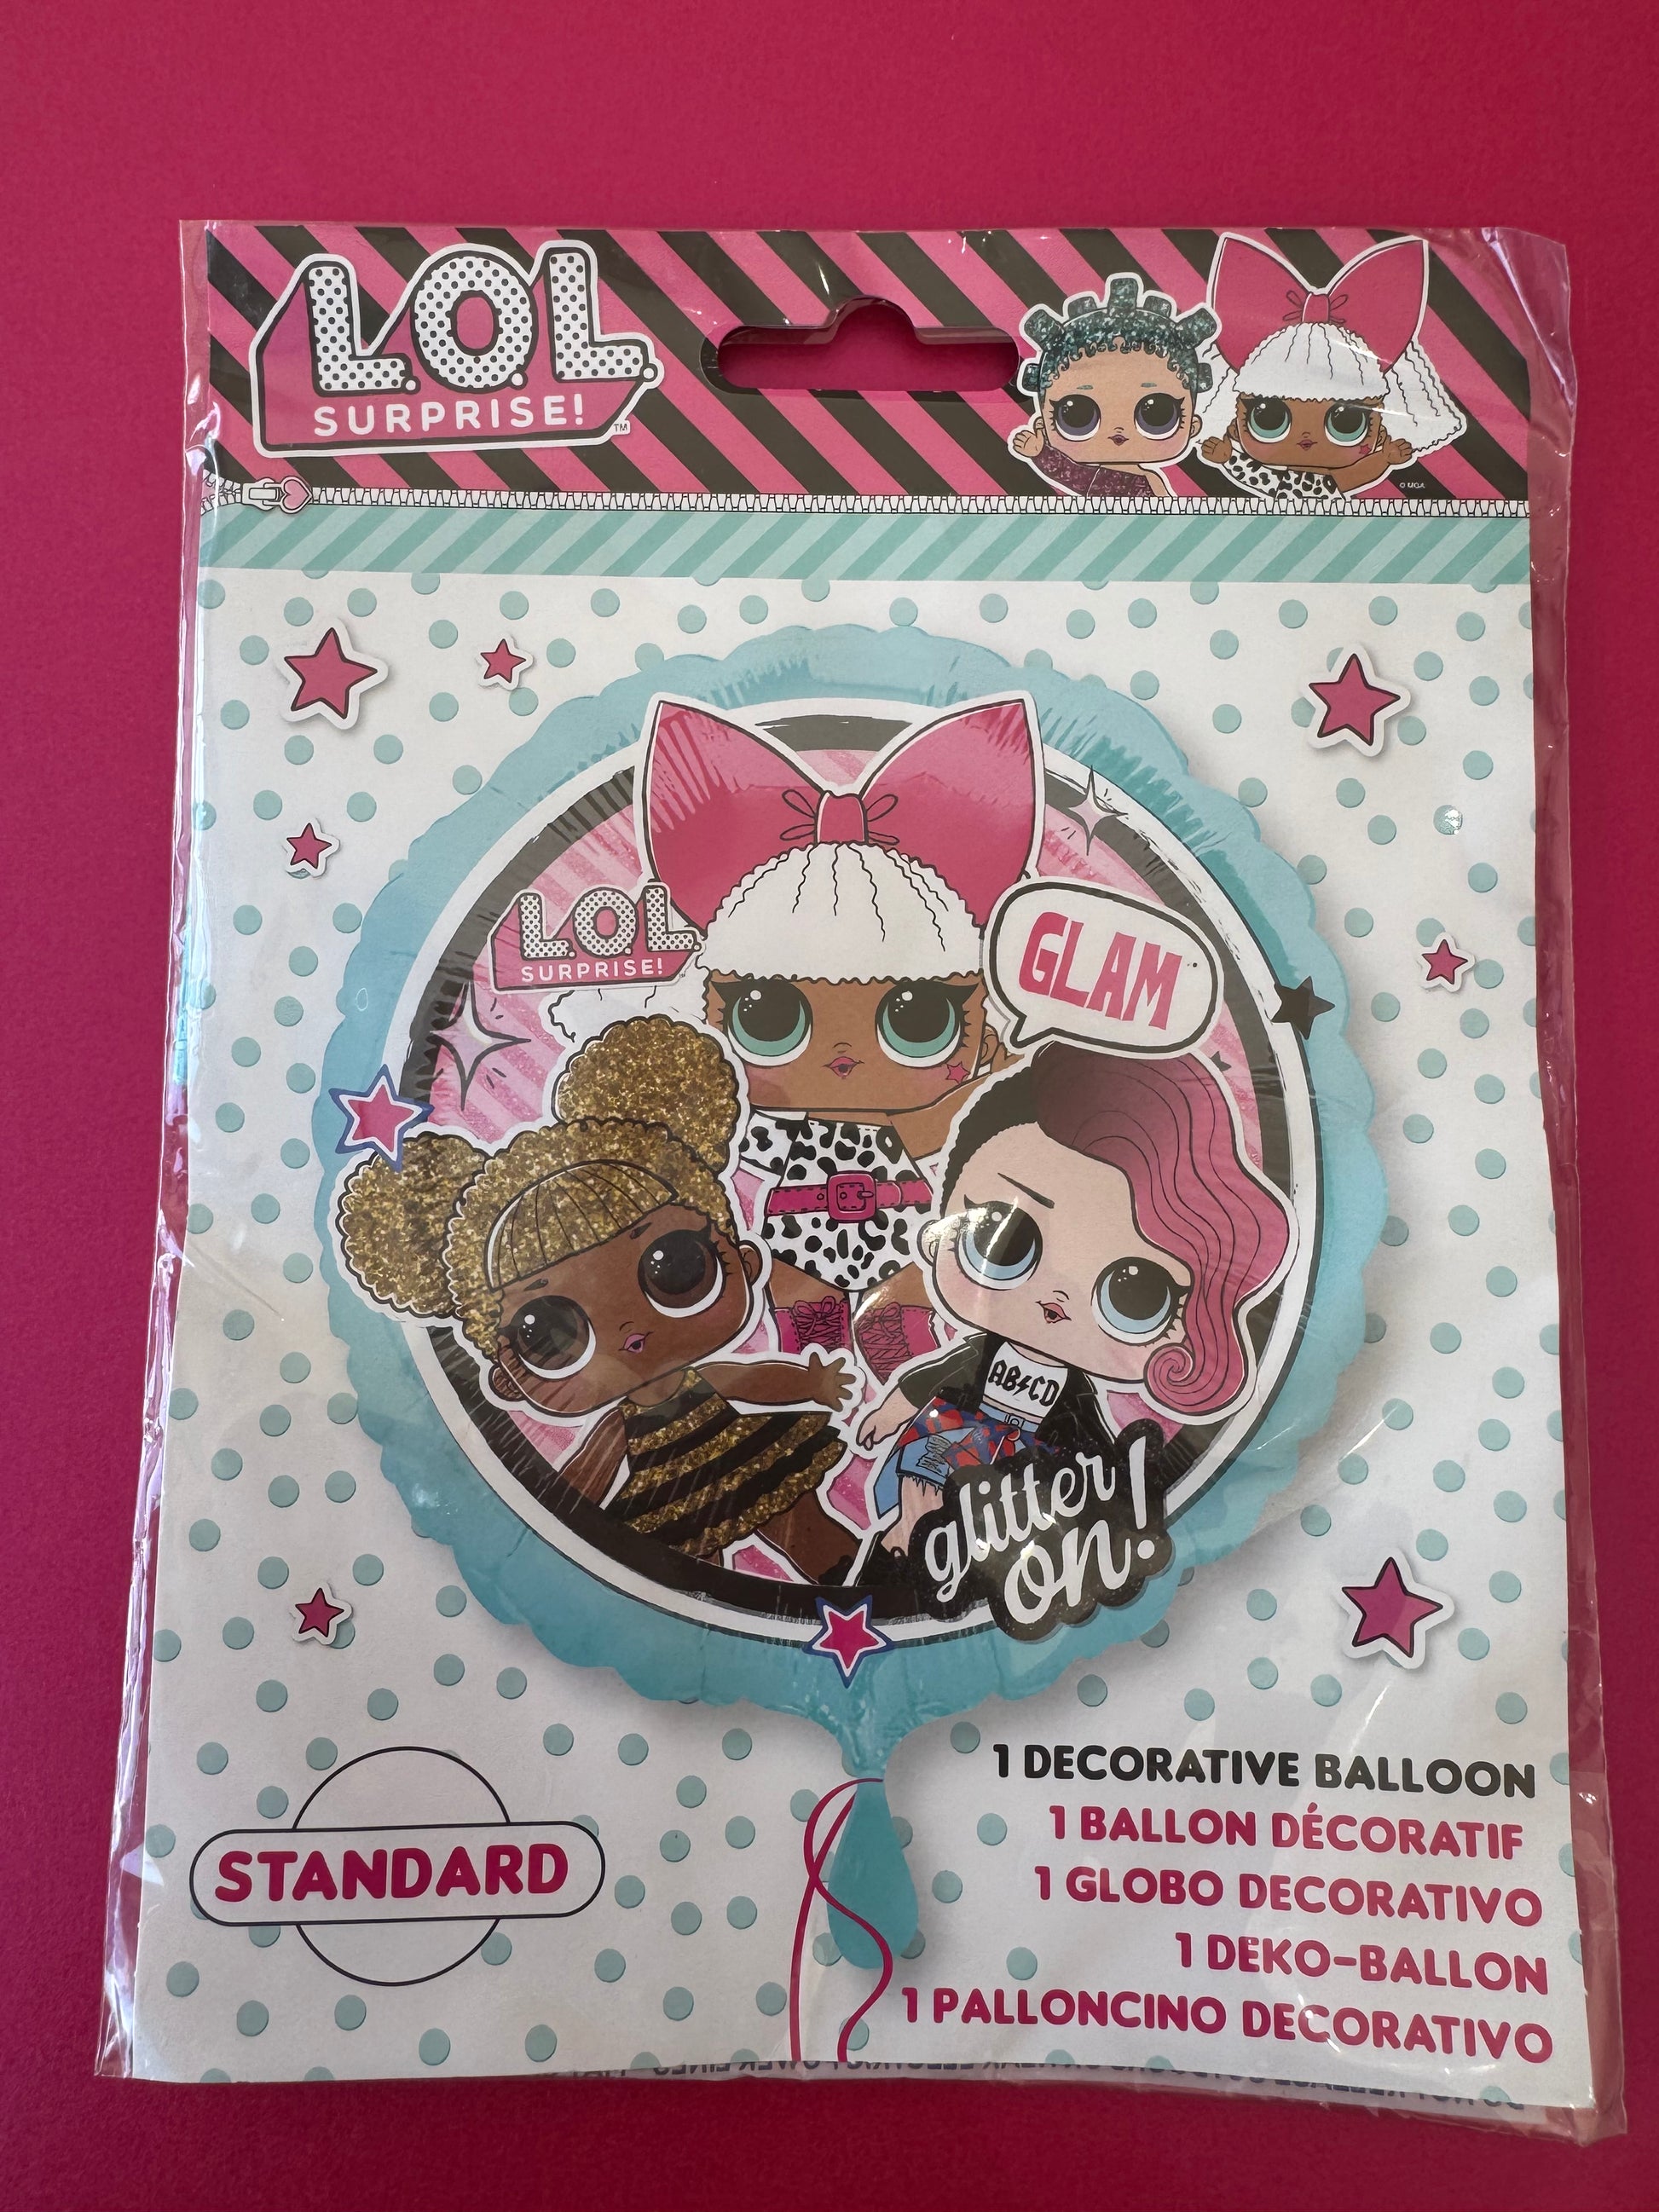 L.O.L.
SURPRISE!™
© MGA
L.O.L.
SURPRISE!
GLAM
AB⚡CD
glitter
on!
STANDARD
1 DECORATIVE BALLOON
1 BALLON DÉCORATIF
1 GLOBO DECORATIVO
1 DEKO-BALLON
1 PALLONCINO DECORATIVO